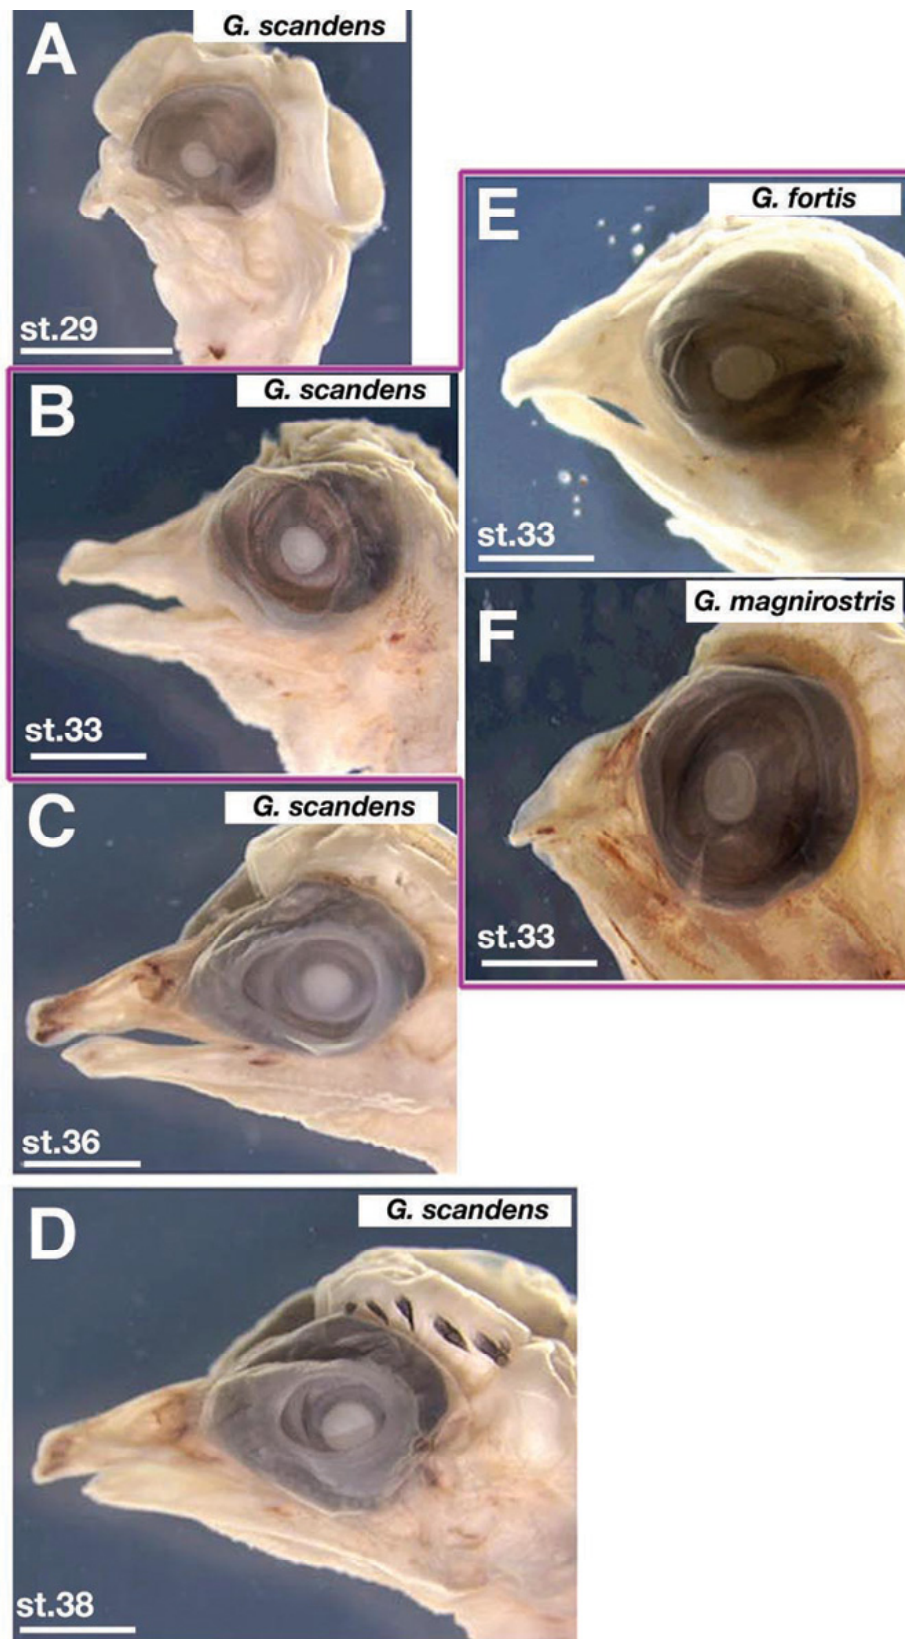 A
G. scandens
st.29
B
G. scandens
st.33
C
G. scandens
st.36
D
G. scandens
st.38
E
G. fortis
st.33
F
G. magnirostris
st.33